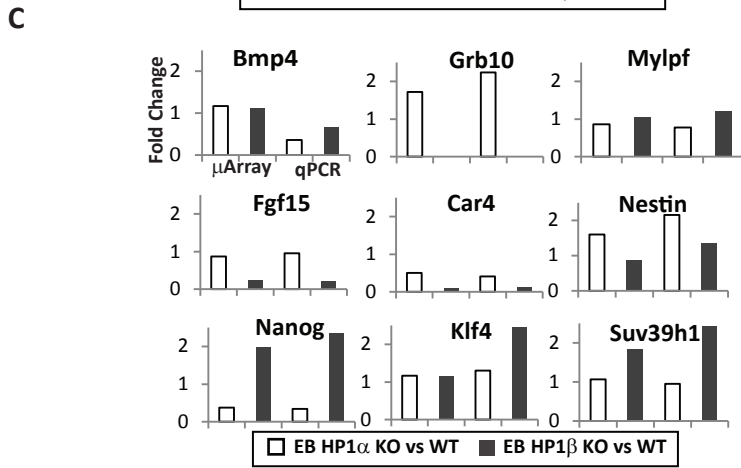 C
Bmp4
Grb10
Mylpf
Fold Change
2
1
0
2
1
0
2
1
0
μArray qPCR
Fgf15
Car4
Nestin
2
1
0
2
1
0
2
1
0
Nanog
Klf4
Suv39h1
2
1
0
2
1
0
2
1
0
EB HP1α KO vs WT EB HP1β KO vs WT